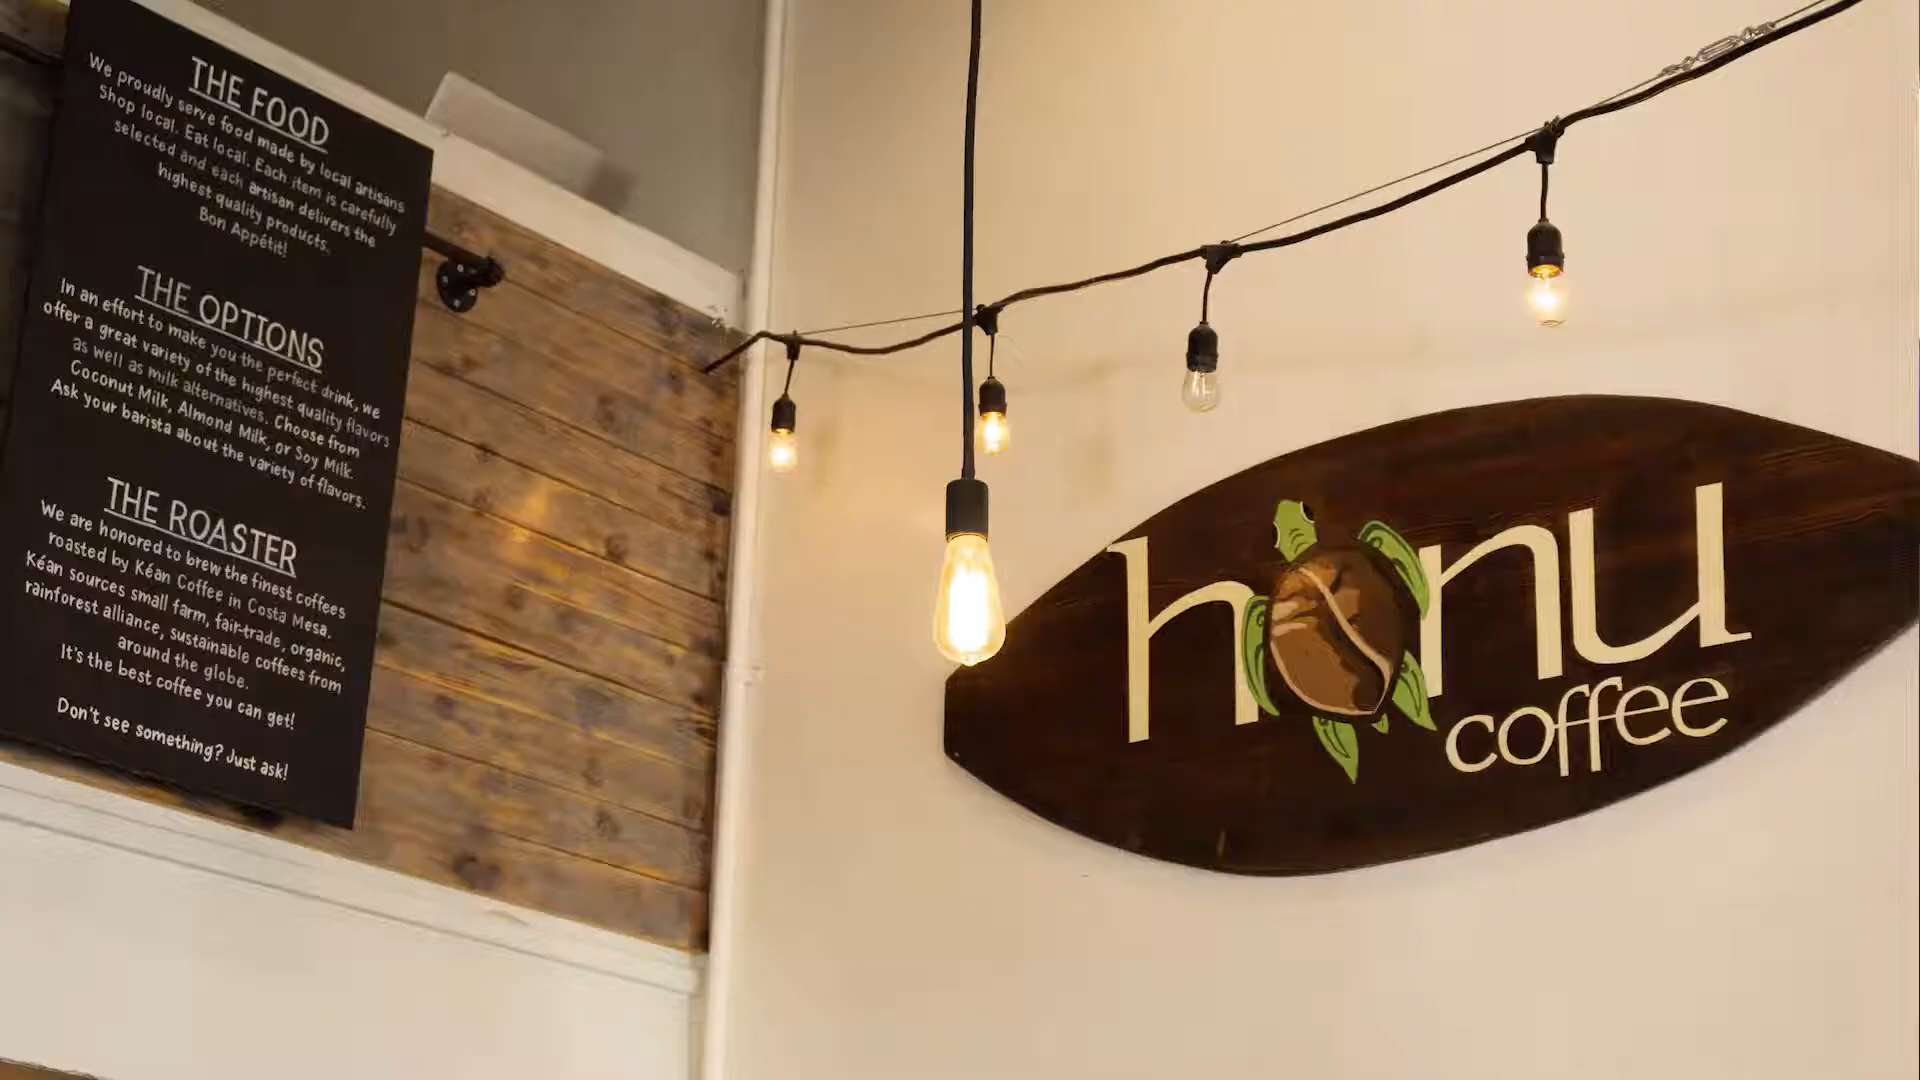 THE FOOD
We proudly serve food made by local artisans
Shop local. Eat local. Each item is carefully
selected and each artisan delivers the
highest quality products.
Bon Appétit!
THE OPTIONS
In an effort to make you the perfect drink, we
offer a great variety of the highest quality flavors
as well as milk alternatives. Choose from
Coconut Milk, Almond Milk, or Soy Milk.
Ask your barista about the variety of flavors.
THE ROASTER
We are honored to brew the finest coffees
roasted by Kéan Coffee in Costa Mesa.
Kéan sources small farm, fair-trade, organic,
rainforest alliance, sustainable coffees from
around the globe.
It's the best coffee you can get!
Don't see something? Just ask!
honu
coffee